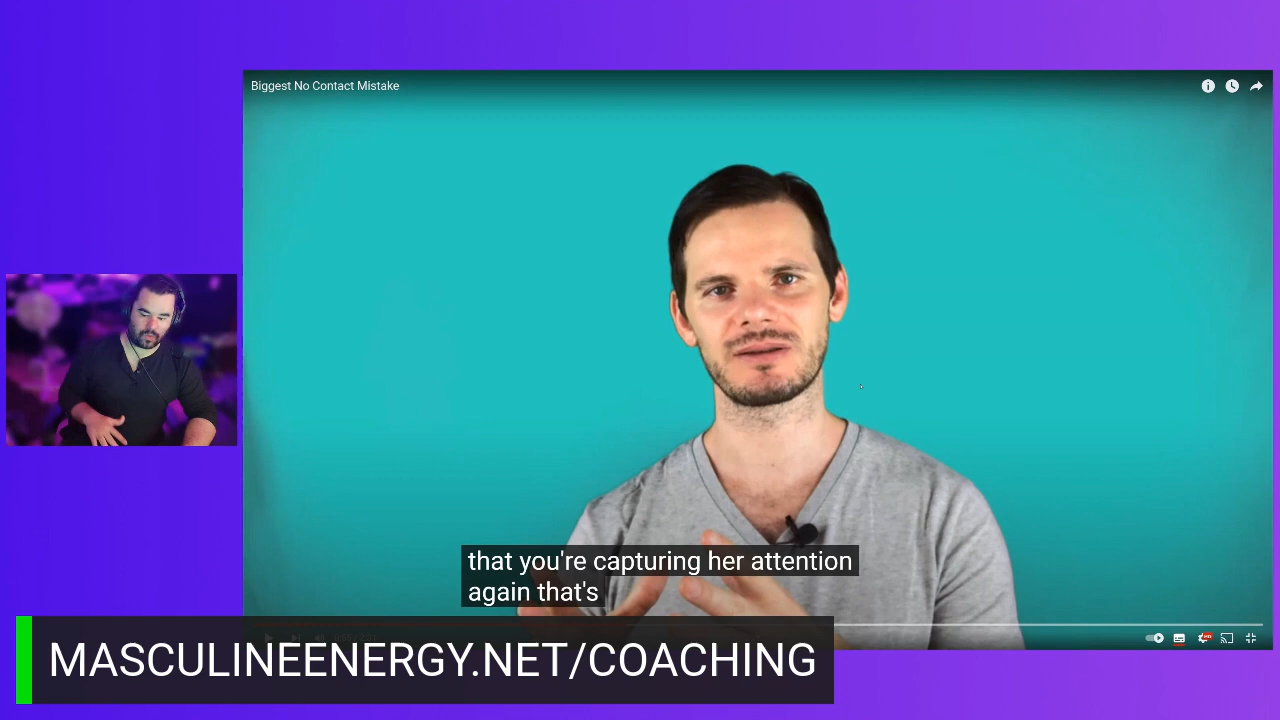 Biggest No Contact Mistake
that you're capturing her attention
again that's
MASCULINEENERGY.NET/COACHING